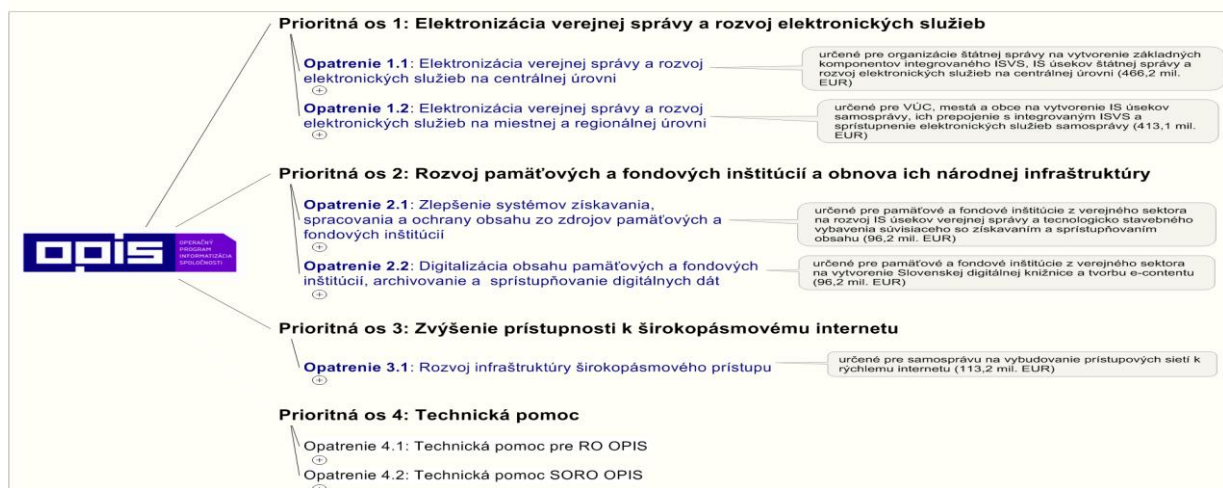 Prioritná os 1: Elektronizácia verejnej správy a rozvoj elektronických služieb
Opatrenie 1.1: Elektronizácia verejnej správy a rozvoj
elektronických služieb na centrálnej úrovni
určené pre organizácie štátnej správy na vytvorenie základných
komponentov integrovaného ISVS, IS úsekov štátnej správy a
rozvoj elektronických služieb na centrálnej úrovni (466,2 mil.
EUR)
Opatrenie 1.2: Elektronizácia verejnej správy a rozvoj
elektronických služieb na miestnej a regionálnej úrovni
určené pre VÚC, mestá a obce na vytvorenie IS úsekov
samosprávy, ich prepojenie s integrovaným ISVS a
sprístupnenie elektronických služieb samosprávy (413,1 mil.
EUR)
Prioritná os 2: Rozvoj pamäťových a fondových inštitúcií a obnova ich národnej infraštruktúry
Opatrenie 2.1: Zlepšenie systémov získavania,
spracovania a ochrany obsahu zo zdrojov pamäťových a
fondových inštitúcií
určené pre pamäťové a fondové inštitúcie z verejného sektora
na rozvoj IS úsekov verejnej správy a tecnologicko stavebného
vybavenia súvisiaceho so získavaním a sprístupňovaním
obsahu (96,2 mil. EUR)
opis
OPERAČNÝ
PROGRAM
INFORMATIZÁCIA
SPOLOČNOSTI
Opatrenie 2.2: Digitalizácia obsahu pamäťových a fondových
inštitúcií, archivovanie a sprístupňovanie digitálnych dát
určené pre pamäťové a fondové inštitúcie z verejného sektora
na vytvorenie Slovenskej digitálnej knižnice a tvorbu e-contentu
(96,2 mil. EUR)
Prioritná os 3: Zvýšenie prístupnosti k širokopásmovému internetu
Opatrenie 3.1: Rozvoj infraštruktúry širokopásmového prístupu
určené pre samosprávu na vybudovanie prístupových sietí k
rýchlemu internetu (113,2 mil. EUR)
Prioritná os 4: Technická pomoc
Opatrenie 4.1: Technická pomoc pre RO OPIS
Opatrenie 4.2: Technická pomoc SORO OPIS